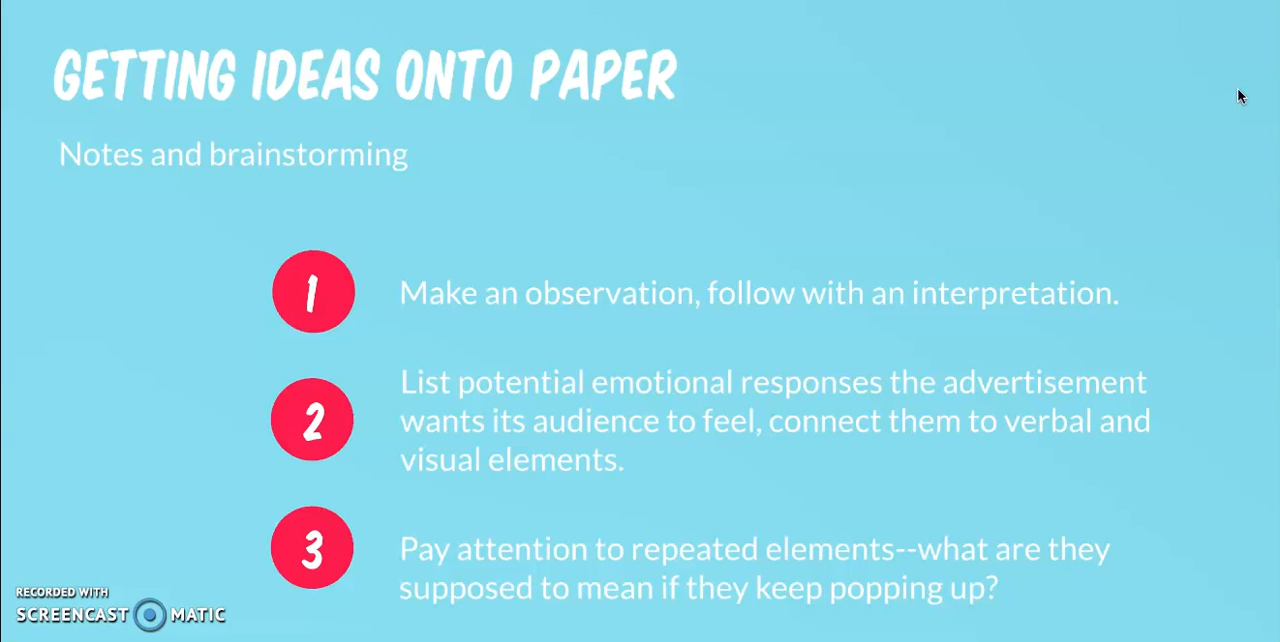 GETTING IDEAS ONTO PAPER
Notes and brainstorming
1
Make an observation, follow with an interpretation.
2
List potential emotional responses the advertisement
wants its audience to feel, connect them to verbal and
visual elements.
3
Pay attention to repeated elements--what are they
supposed to mean if they keep popping up?
RECORDED WITH
SCREENCAST MATIC